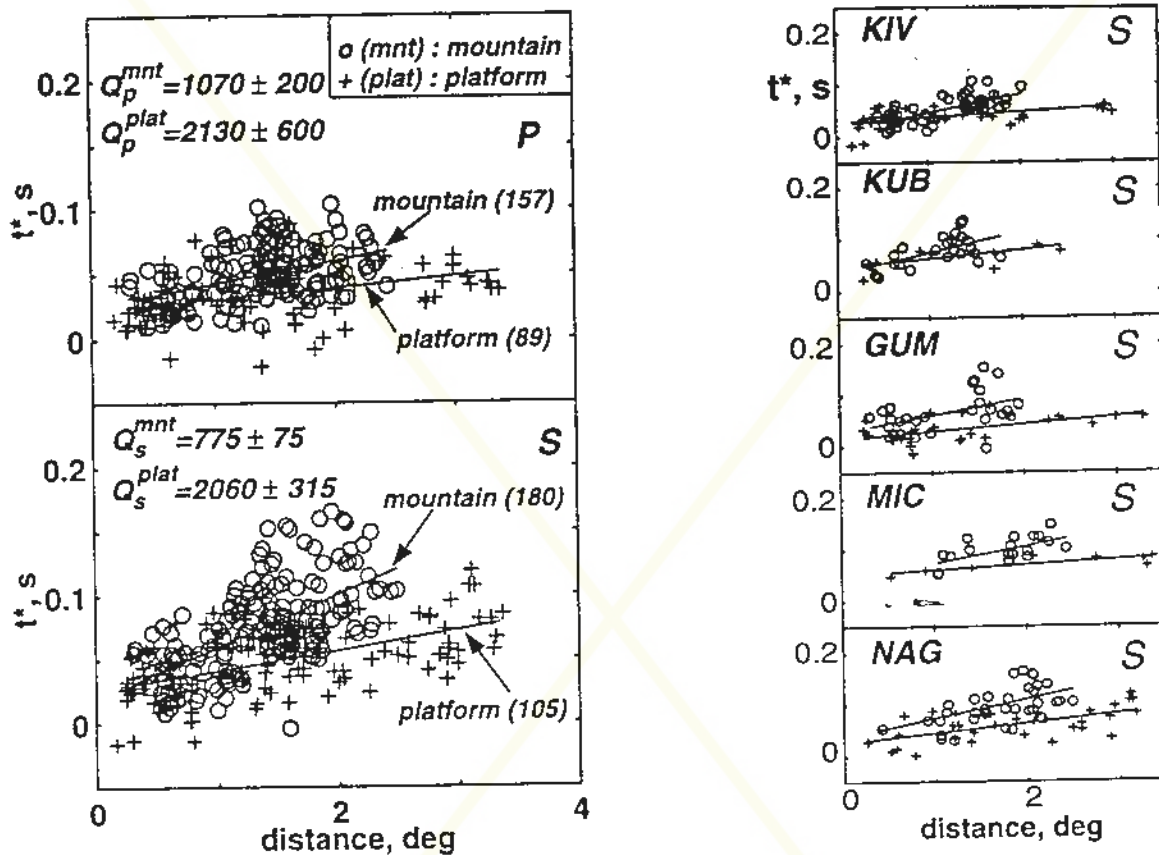 o (mnt) : mountain
+ (plat) : platform
Q_p^mnt=1070 ± 200
Q_p^plat=2130 ± 600
P
0.2
0.1
0
t*, s
mountain (157)
platform (89)
Q_s^mnt=775 ± 75
Q_s^plat=2060 ± 315
S
0.2
0.1
0
t*, s
mountain (180)
platform (105)
0 2 4
distance, deg
KIV S
0.2
t*, s
0
KUB S
0.2
0
GUM S
0.2
0
MIC S
0.2
0
NAG S
0.2
0
0 2
distance, deg